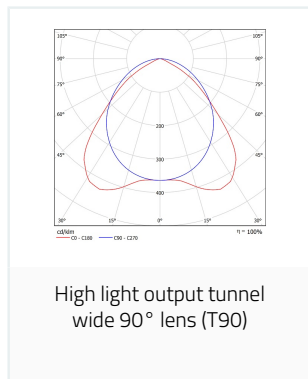 105° 105°
90° 90°
75° 75°
60° 60°
200
45° 45°
300
400
30° 15° 0° 15° 30°
cd/klm η = 100%
C0 - C180 C90 - C270
High light output tunnel
wide 90° lens (T90)